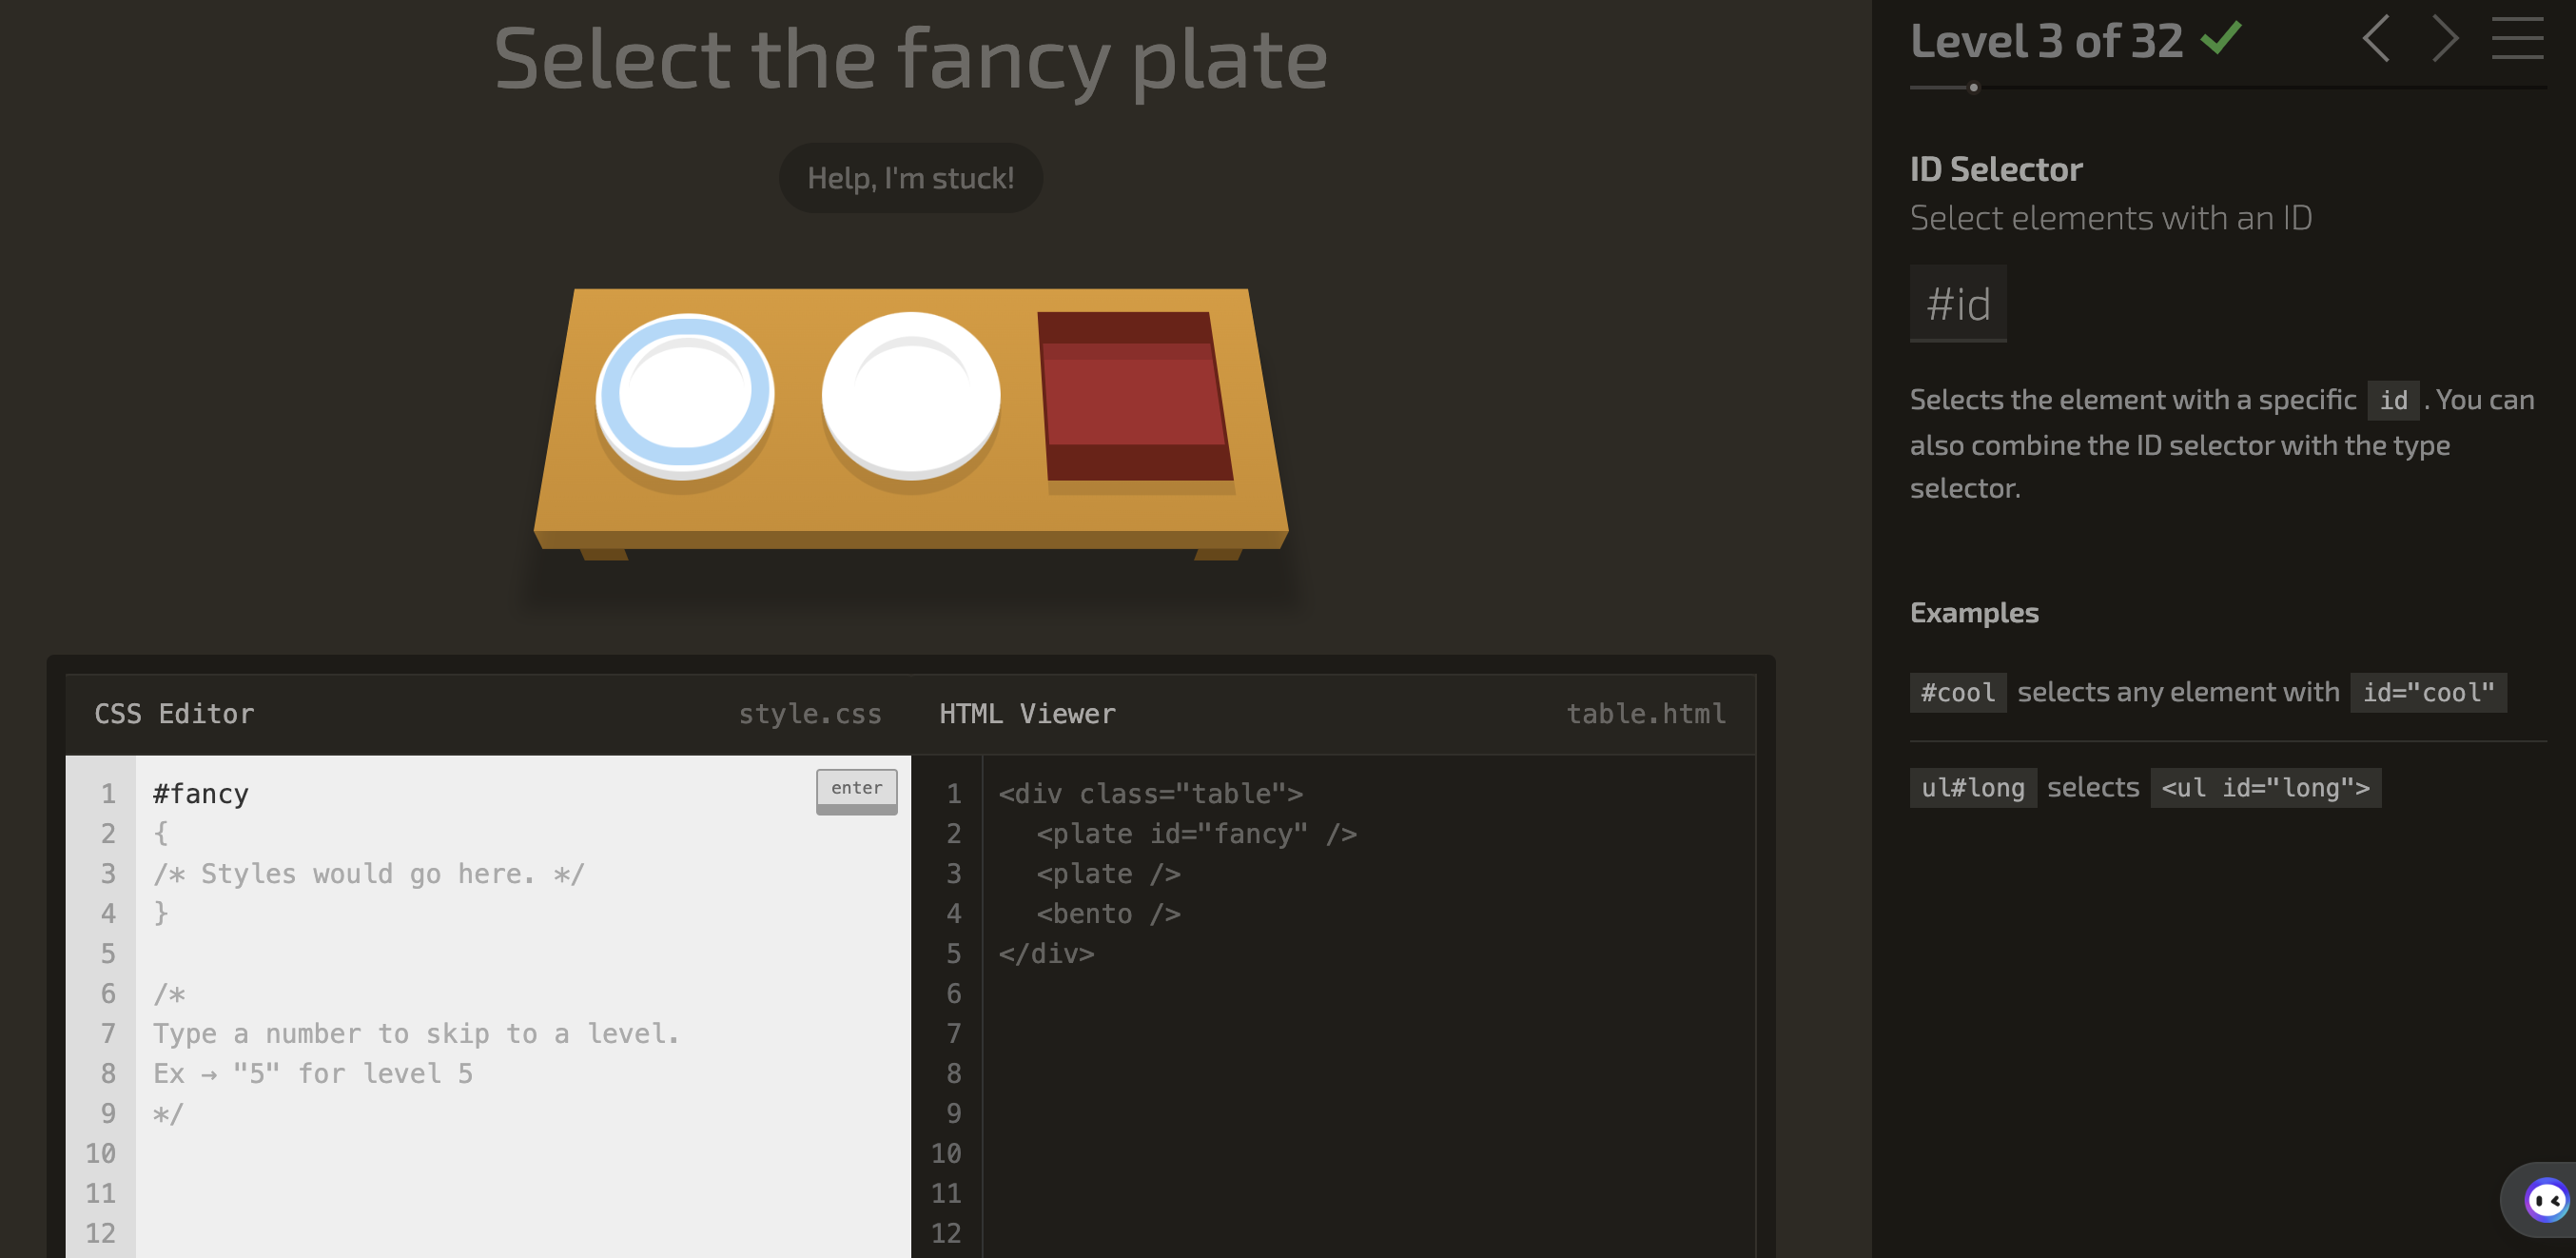 Select the fancy plate
Help, I'm stuck!
CSS Editor style.css
1 #fancy enter
2 {
3 /* Styles would go here. */
4 }
5
6 /*
7 Type a number to skip to a level.
8 Ex → "5" for level 5
9 */
10
11
12
HTML Viewer table.html
1 <div class="table">
2 <plate id="fancy" />
3 <plate />
4 <bento />
5 </div>
6
7
8
9
10
11
12
Level 3 of 32
ID Selector
Select elements with an ID
#id
Selects the element with a specific id . You can
also combine the ID selector with the type
selector.
Examples
#cool selects any element with id="cool"
ul#long selects <ul id="long">